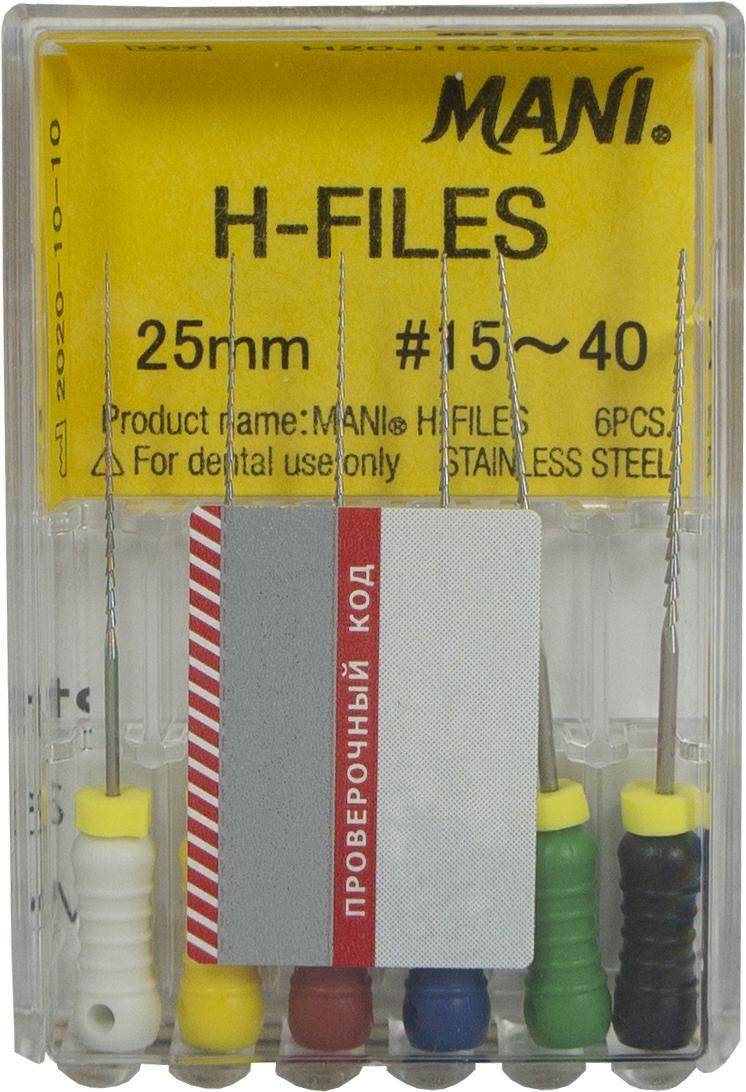 H20J162900
MANI®
H-FILES
25mm #15~40
Product name: MANI® H-FILES 6PCS.
⚠ For dental use only STAINLESS STEEL
2020-10-10
ПРОВЕРОЧНЫЙ КОД